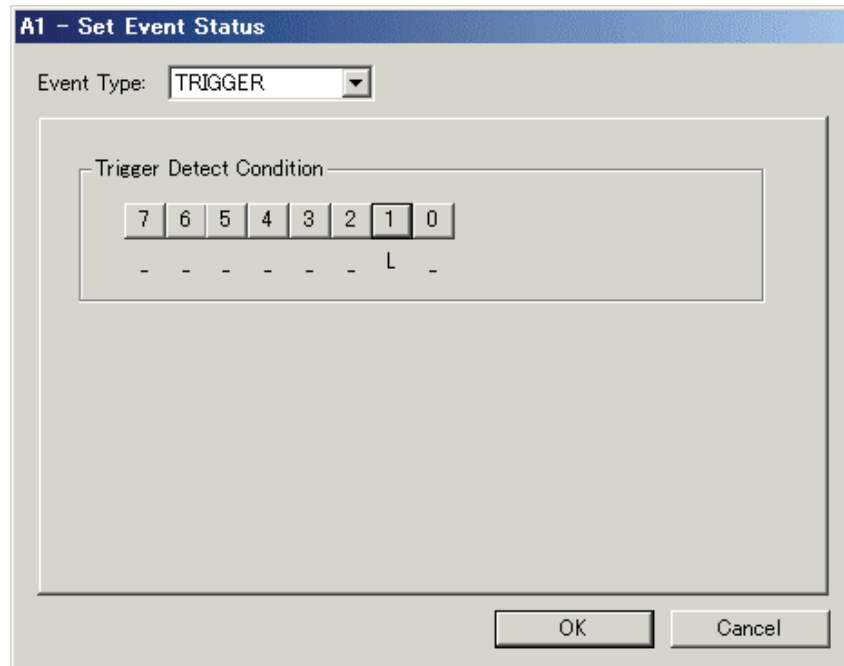 A1 - Set Event Status
Event Type: TRIGGER
Trigger Detect Condition
7 6 5 4 3 2 1 0
_ _ _ _ _ _ L _
OK Cancel